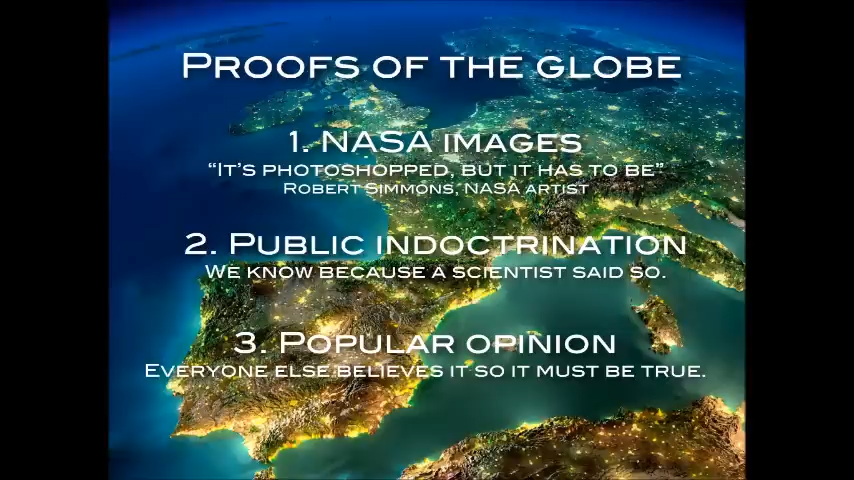 PROOFS OF THE GLOBE
1. NASA IMAGES
“IT’S PHOTOSHOPPED, BUT IT HAS TO BE”
ROBERT SIMMONS, NASA ARTIST
2. PUBLIC INDOCTRINATION
WE KNOW BECAUSE A SCIENTIST SAID SO.
3. POPULAR OPINION
EVERYONE ELSE BELIEVES IT SO IT MUST BE TRUE.